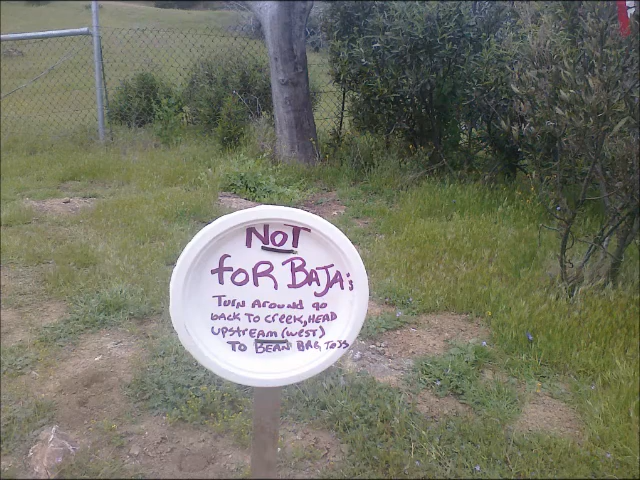 NOT
foR BAJA:
Turn Around go
back to creek, HEAD
upstream (west)
To BEAN BAG Toss